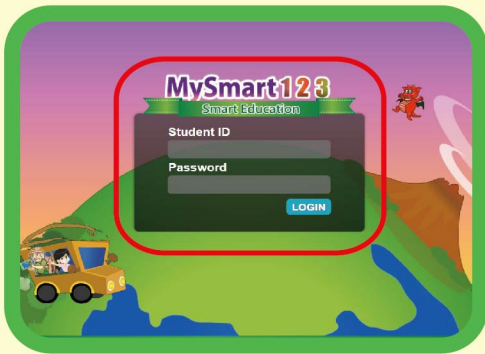 MySmart123
Smart Education
Student ID
Password
LOGIN